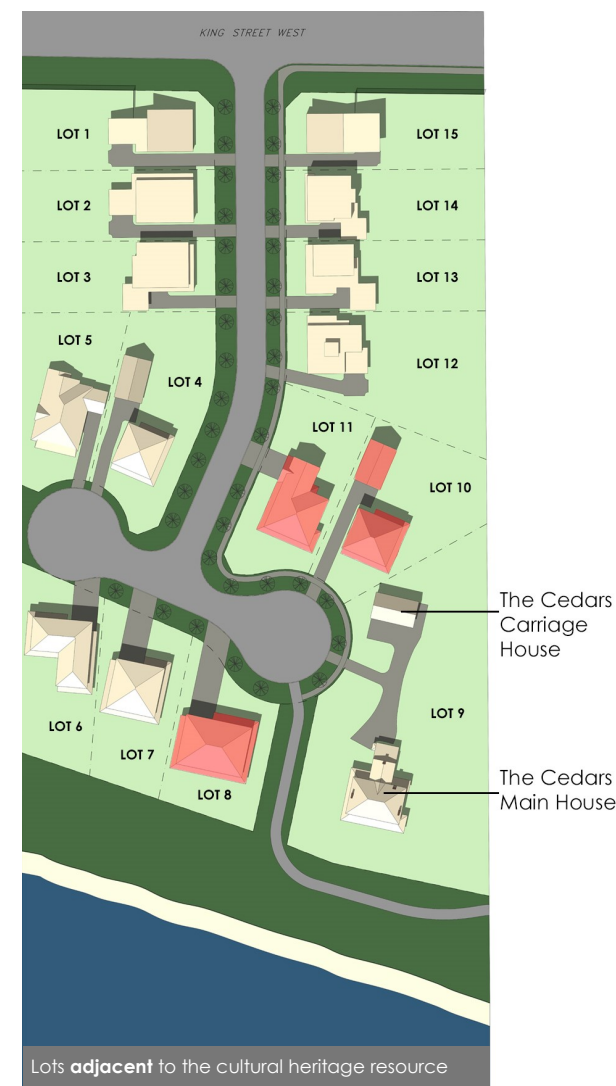 KING STREET WEST
LOT 1
LOT 15
LOT 2
LOT 14
LOT 3
LOT 13
LOT 5
LOT 4
LOT 12
LOT 11
LOT 10
The Cedars
Carriage
House
LOT 9
LOT 6
LOT 7
LOT 8
The Cedars
Main House
Lots adjacent to the cultural heritage resource